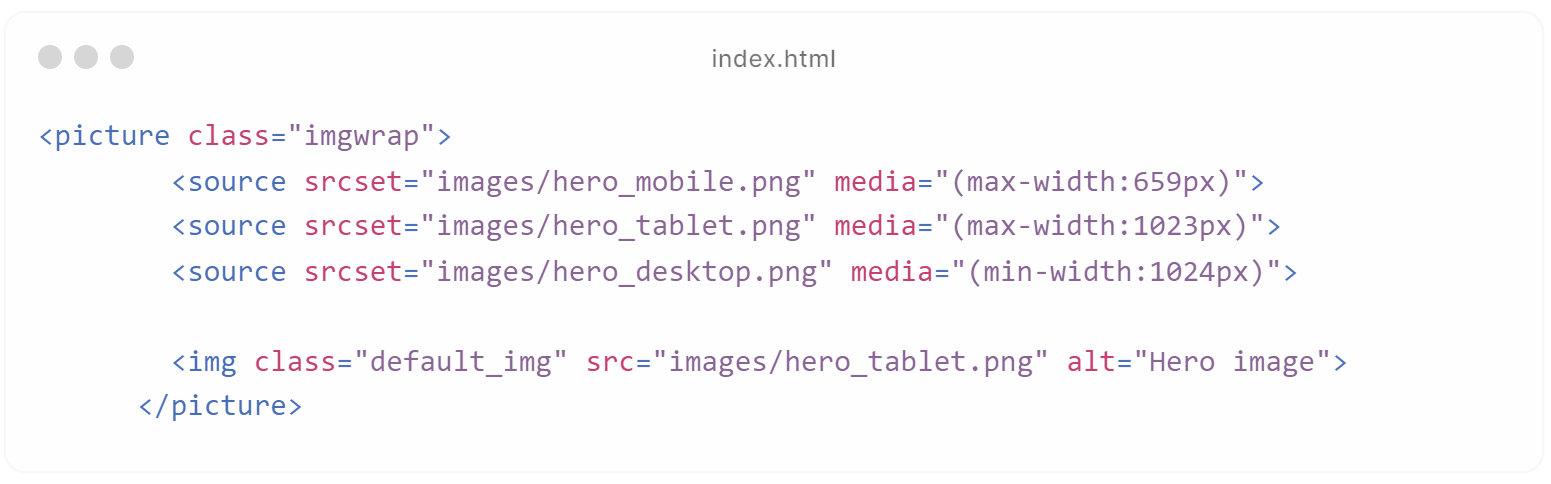 index.html
<picture class="imgwrap">
<source srcset="images/hero_mobile.png" media="(max-width:659px)">
<source srcset="images/hero_tablet.png" media="(max-width:1023px)">
<source srcset="images/hero_desktop.png" media="(min-width:1024px)">
<img class="default_img" src="images/hero_tablet.png" alt="Hero image">
</picture>